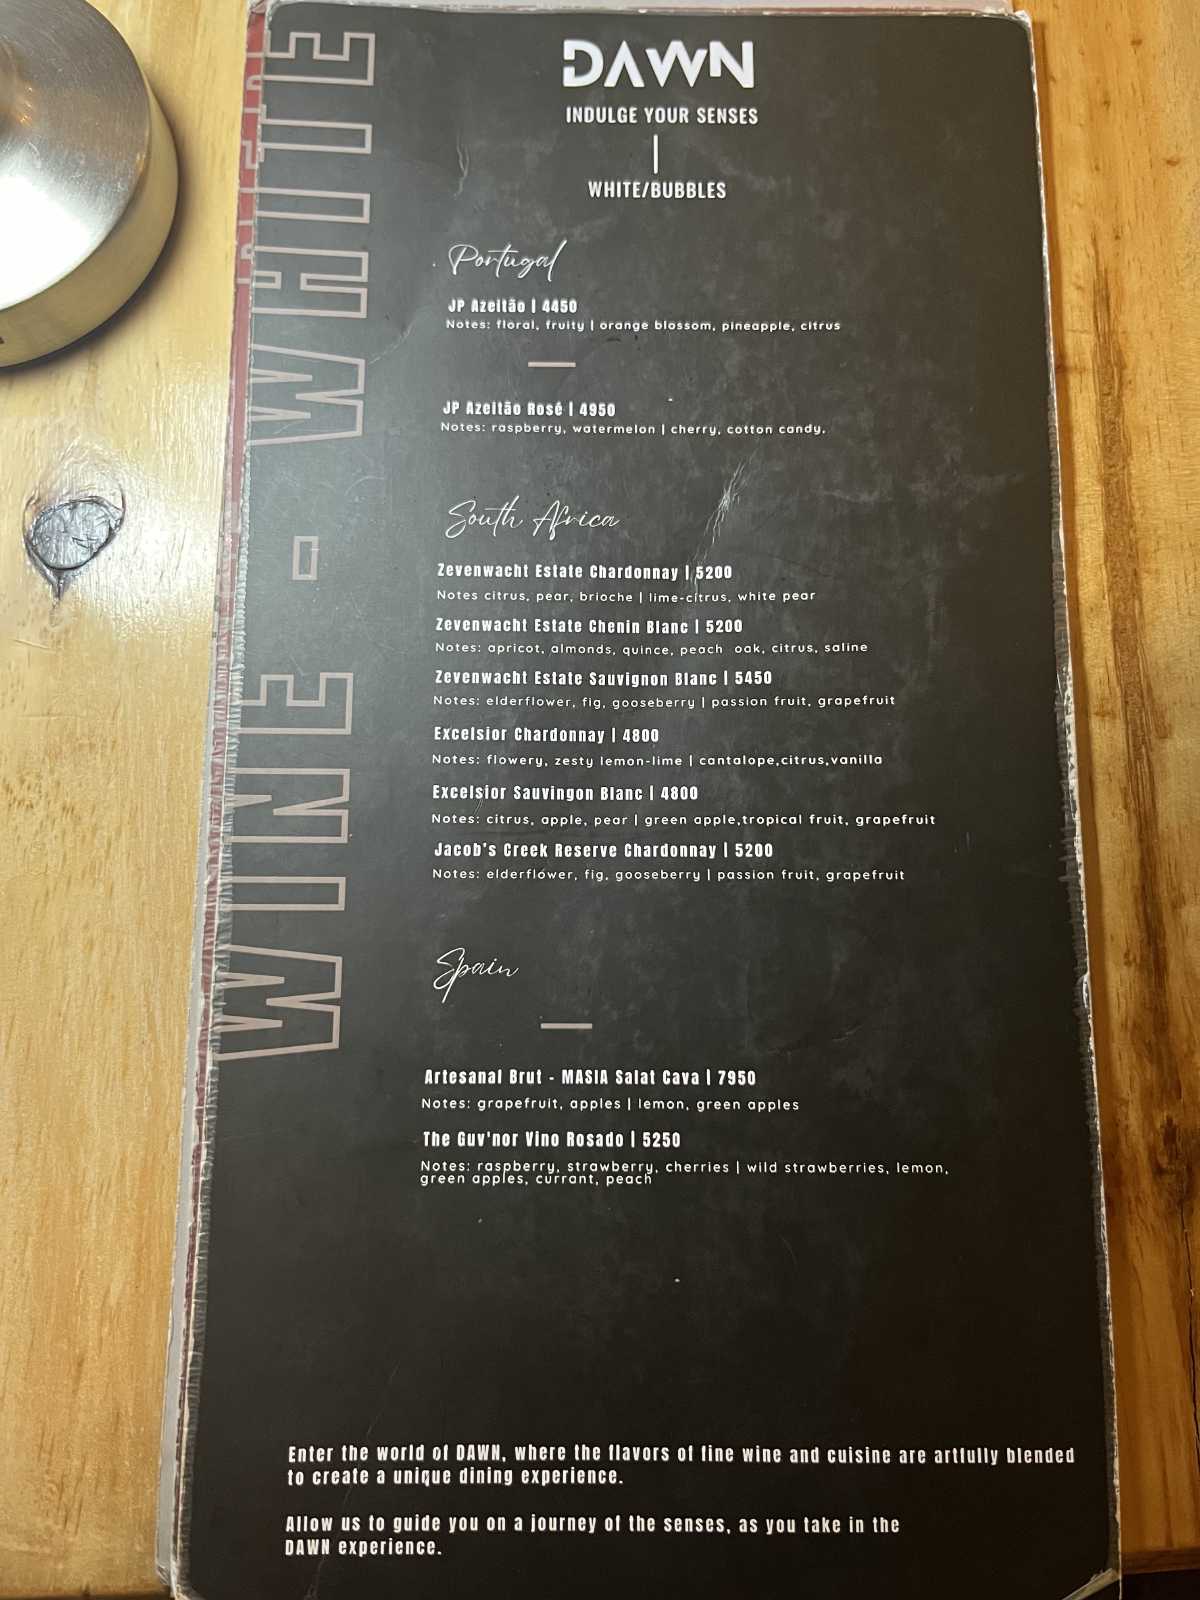 DAWN
INDULGE YOUR SENSES
WHITE/BUBBLES
WINE - WHITE
Portugal
JP Azeitão | 4450
Notes: floral, fruity | orange blossom, pineapple, citrus
JP Azeitão Rosé | 4950
Notes: raspberry, watermelon | cherry, cotton candy.
South Africa
Zevenwacht Estate Chardonnay | 5200
Notes citrus, pear, brioche | lime-citrus, white pear
Zevenwacht Estate Chenin Blanc | 5200
Notes: apricot, almonds, quince, peach oak, citrus, saline
Zevenwacht Estate Sauvignon Blanc | 5450
Notes: elderflower, fig, gooseberry | passion fruit, grapefruit
Excelsior Chardonnay | 4800
Notes: flowery, zesty lemon-lime | cantalope,citrus,vanilla
Excelsior Sauvingon Blanc | 4800
Notes: citrus, apple, pear | green apple,tropical fruit, grapefruit
Jacob's Creek Reserve Chardonnay | 5200
Notes: elderflower, fig, gooseberry | passion fruit, grapefruit
Spain
Artesanal Brut - MASIA Salat Cava | 7950
Notes: grapefruit, apples | lemon, green apples
The Guv'nor Vino Rosado | 5250
Notes: raspberry, strawberry, cherries | wild strawberries, lemon,
green apples, currant, peach
Enter the world of DAWN, where the flavors of fine wine and cuisine are artfully blended
to create a unique dining experience.
Allow us to guide you on a journey of the senses, as you take in the
DAWN experience.